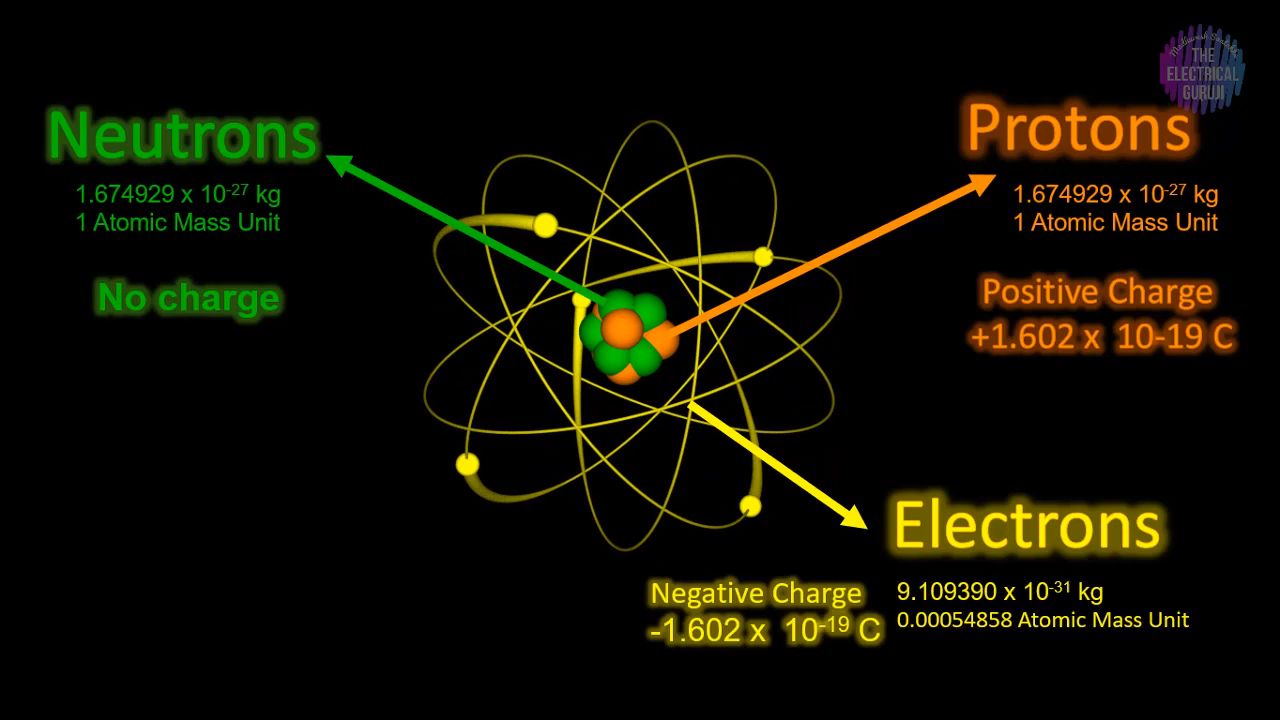 THE
ELECTRICAL
GURUJI
Neutrons
1.674929 x 10⁻²⁷ kg
1 Atomic Mass Unit
No charge
Protons
1.674929 x 10⁻²⁷ kg
1 Atomic Mass Unit
Positive Charge
+1.602 x 10-19 C
Electrons
9.109390 x 10⁻³¹ kg
0.00054858 Atomic Mass Unit
Negative Charge
-1.602 x 10⁻¹⁹ C